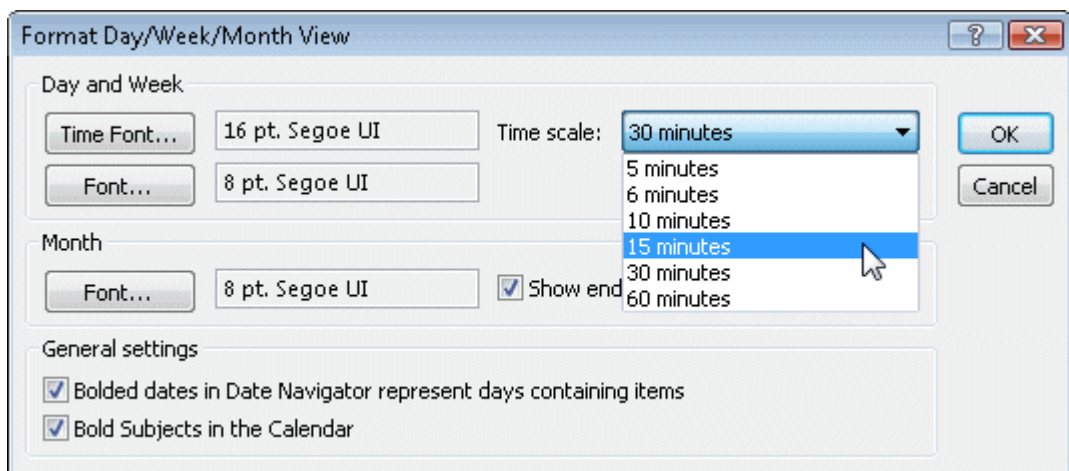 Format Day/Week/Month View
Day and Week
Time Font... 16 pt. Segoe UI Time scale: 30 minutes OK
5 minutes
Font... 8 pt. Segoe UI 6 minutes Cancel
10 minutes
Month 15 minutes
30 minutes
Font... 8 pt. Segoe UI Show end 60 minutes
General settings
Bolded dates in Date Navigator represent days containing items
Bold Subjects in the Calendar